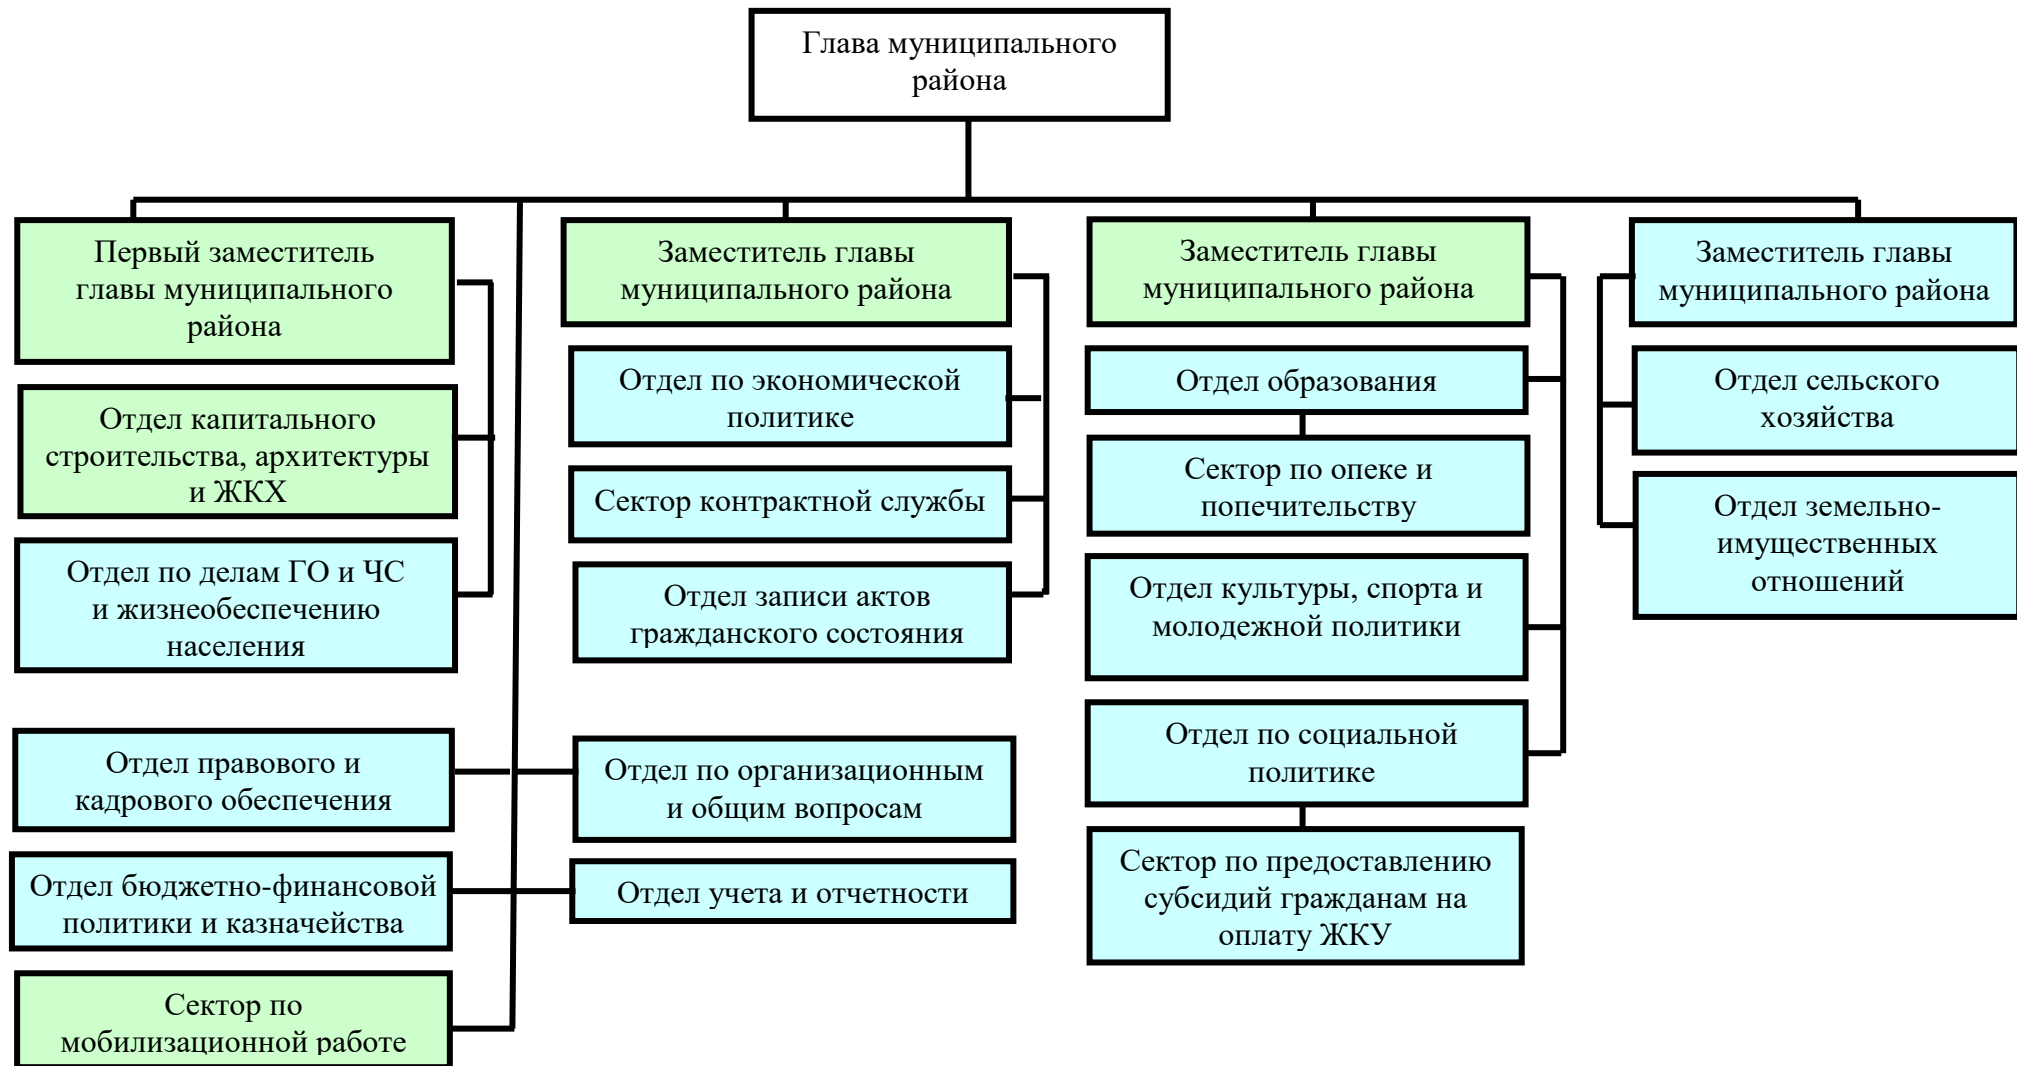 Глава муниципального
района
Первый заместитель
главы муниципального
района
Отдел капитального
строительства, архитектуры
и ЖКХ
Отдел по делам ГО и ЧС
и жизнеобеспечению
населения
Заместитель главы
муниципального района
Отдел по экономической
политике
Сектор контрактной службы
Отдел записи актов
гражданского состояния
Заместитель главы
муниципального района
Отдел образования
Сектор по опеке и
попечительству
Отдел культуры, спорта и
молодежной политики
Отдел по социальной
политике
Сектор по предоставлению
субсидий гражданам на
оплату ЖКУ
Заместитель главы
муниципального района
Отдел сельского
хозяйства
Отдел земельно-
имущественных
отношений
Отдел правового и
кадрового обеспечения
Отдел по организационным
и общим вопросам
Отдел бюджетно-финансовой
политики и казначейства
Отдел учета и отчетности
Сектор по
мобилизационной работе